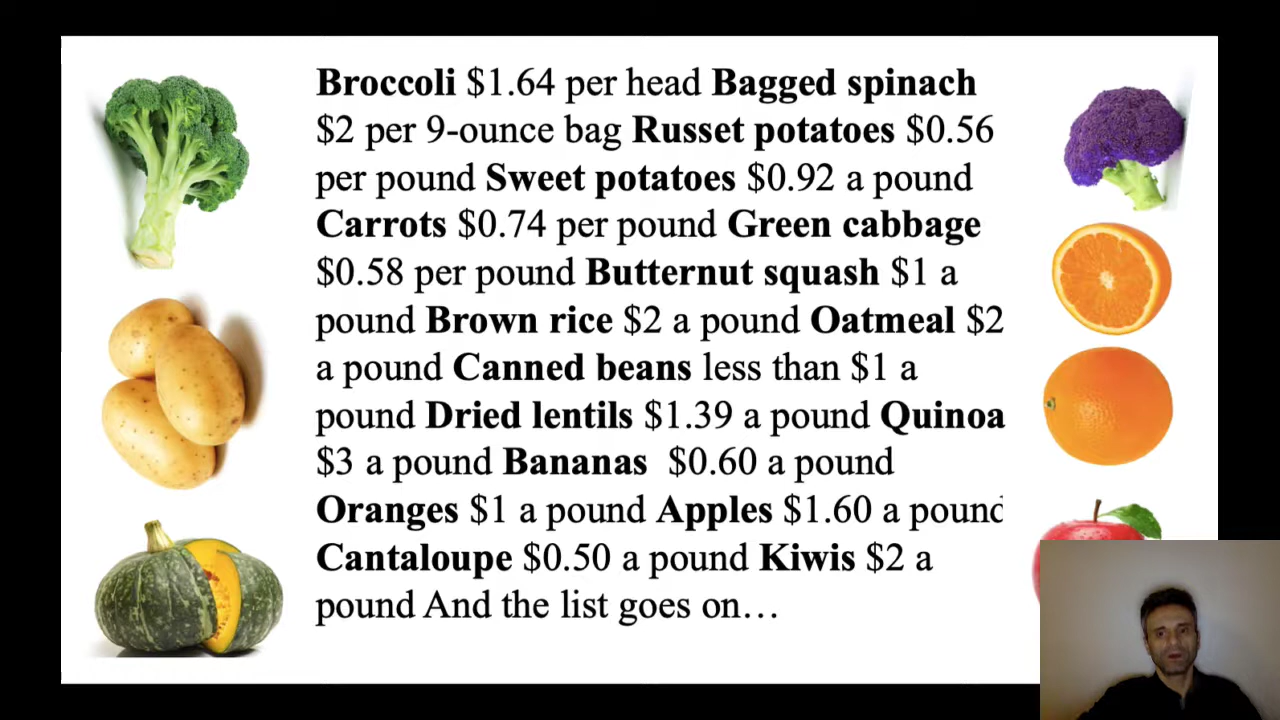 Broccoli $1.64 per head Bagged spinach
$2 per 9-ounce bag Russet potatoes $0.56
per pound Sweet potatoes $0.92 a pound
Carrots $0.74 per pound Green cabbage
$0.58 per pound Butternut squash $1 a
pound Brown rice $2 a pound Oatmeal $2
a pound Canned beans less than $1 a
pound Dried lentils $1.39 a pound Quinoa
$3 a pound Bananas  $0.60 a pound
Oranges $1 a pound Apples $1.60 a pound
Cantaloupe $0.50 a pound Kiwis $2 a
pound And the list goes on…